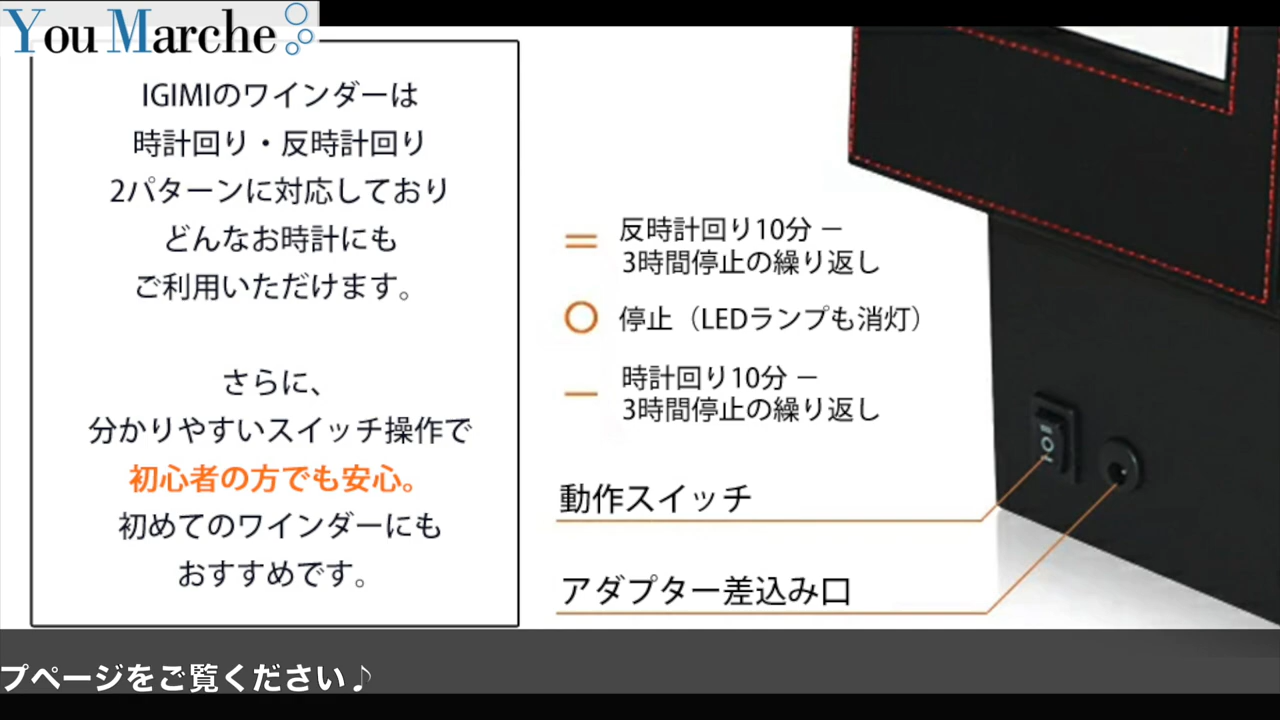 You Marche
IGIMIのワインダーは
時計回り・反時計回り
2パターンに対応しており
どんなお時計にも
ご利用いただけます。
さらに、
分かりやすいスイッチ操作で
初心者の方でも安心。
初めてのワインダーにも
おすすめです。
反時計回り10分 －
3時間停止の繰り返し
停止（LEDランプも消灯）
時計回り10分 －
3時間停止の繰り返し
動作スイッチ
アダプター差込み口
プページをご覧ください♪